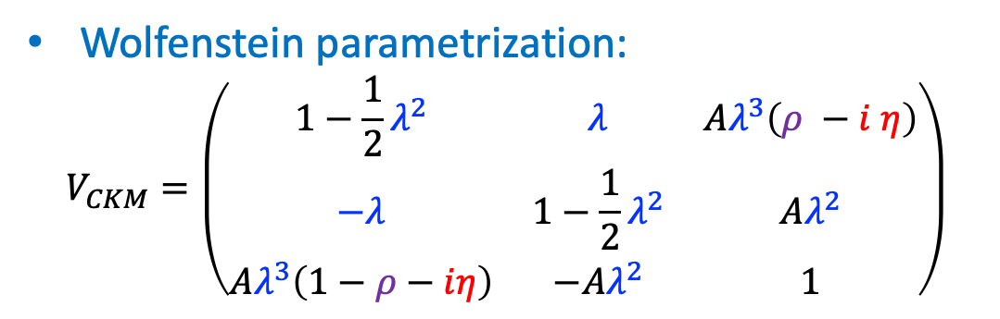 • Wolfenstein parametrization:
1 − 1/2 λ² λ Aλ³(ρ − i η)
V_CKM = −λ 1 − 1/2 λ² Aλ²
Aλ³(1 − ρ − iη) −Aλ² 1